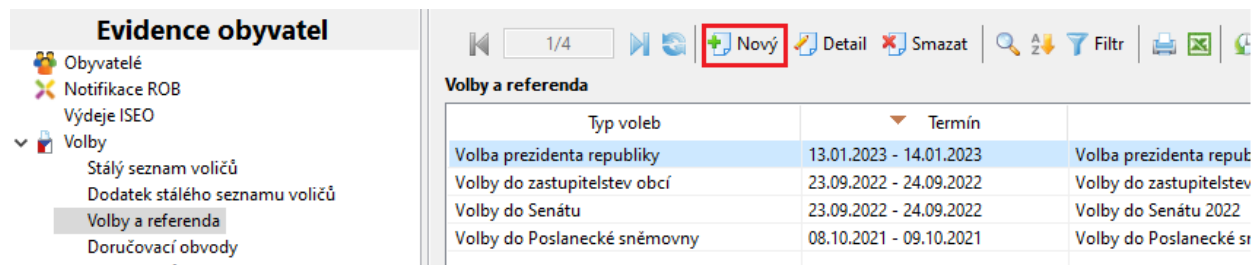 Evidence obyvatel
Obyvatelé
Notifikace ROB
Výdeje ISEO
Volby
Stálý seznam voličů
Dodatek stálého seznamu voličů
Volby a referenda
Doručovací obvody
1/4 Nový Detail Smazat Filtr
Volby a referenda
Typ voleb Termín
Volba prezidenta republiky 13.01.2023 - 14.01.2023 Volba prezidenta repub
Volby do zastupitelstev obcí 23.09.2022 - 24.09.2022 Volby do zastupitelstev
Volby do Senátu 23.09.2022 - 24.09.2022 Volby do Senátu 2022
Volby do Poslanecké sněmovny 08.10.2021 - 09.10.2021 Volby do Poslanecké